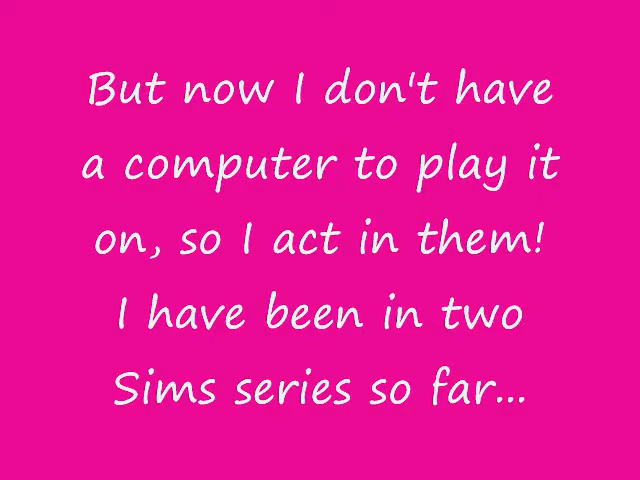 But now I don't have
a computer to play it
on, so I act in them!
I have been in two
Sims series so far...